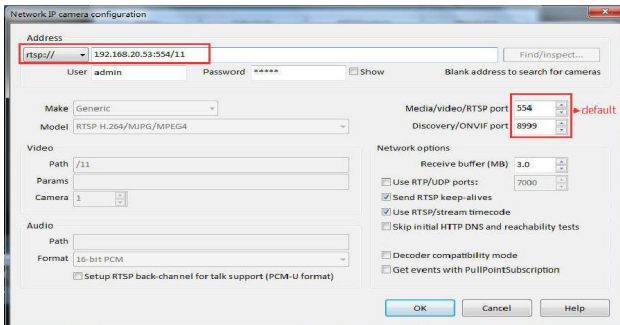 Network IP camera configuration
Address
rtsp:// 192.168.20.53:554/11 Find/inspect...
User admin Password ***** Show Blank address to search for cameras
Make Generic Media/video/RTSP port 554 default
Model RTSP H.264/MJPG/MPEG4 Discovery/ONVIF port 8999
Video Network options
Path /11 Receive buffer (MB) 3.0
Params Use RTP/UDP ports: 7000
Camera 1 Send RTSP keep-alives
Use RTSP/stream timecode
Audio Skip initial HTTP DNS and reachability tests
Path
Format 16-bit PCM Decoder compatibility mode
Setup RTSP back-channel for talk support (PCM-U format) Get events with PullPointSubscription
OK Cancel Help